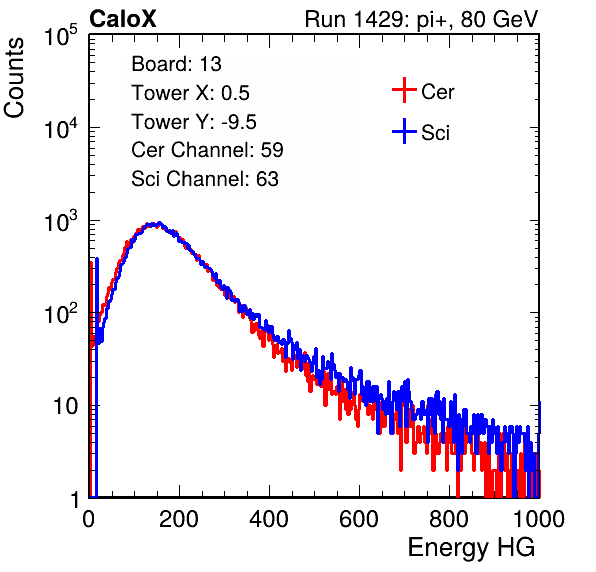 CaloX
Run 1429: pi+, 80 GeV
Counts
10^5
10^4
10^3
10^2
10
1
Board: 13
Tower X: 0.5
Tower Y: -9.5
Cer Channel: 59
Sci Channel: 63
Cer
Sci
0 200 400 600 800 1000
Energy HG